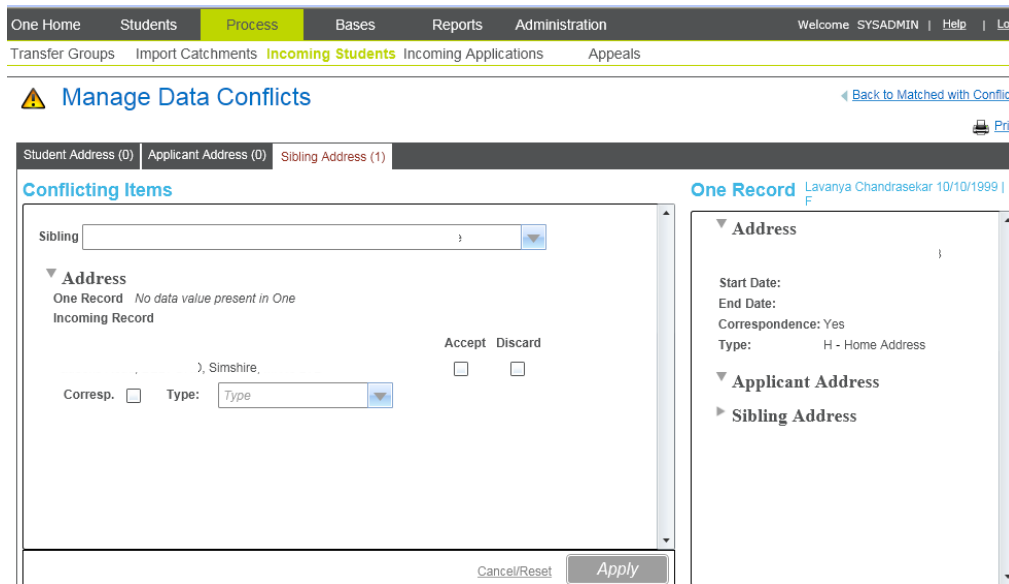 One Home Students Process Bases Reports Administration Welcome SYSADMIN | Help |
Transfer Groups Import Catchments Incoming Students Incoming Applications Appeals
Manage Data Conflicts
Back to Matched with
Student Address (0) Applicant Address (0) Sibling Address (1)
Conflicting Items
One Record Lavanya Chandrasekar 10/10/1999 |
F
Sibling
Address
One Record No data value present in One
Incoming Record
Accept Discard
, Simshire,
Corresp. Type: Type
Cancel/Reset Apply
Address
Start Date:
End Date:
Correspondence: Yes
Type: H - Home Address
Applicant Address
Sibling Address